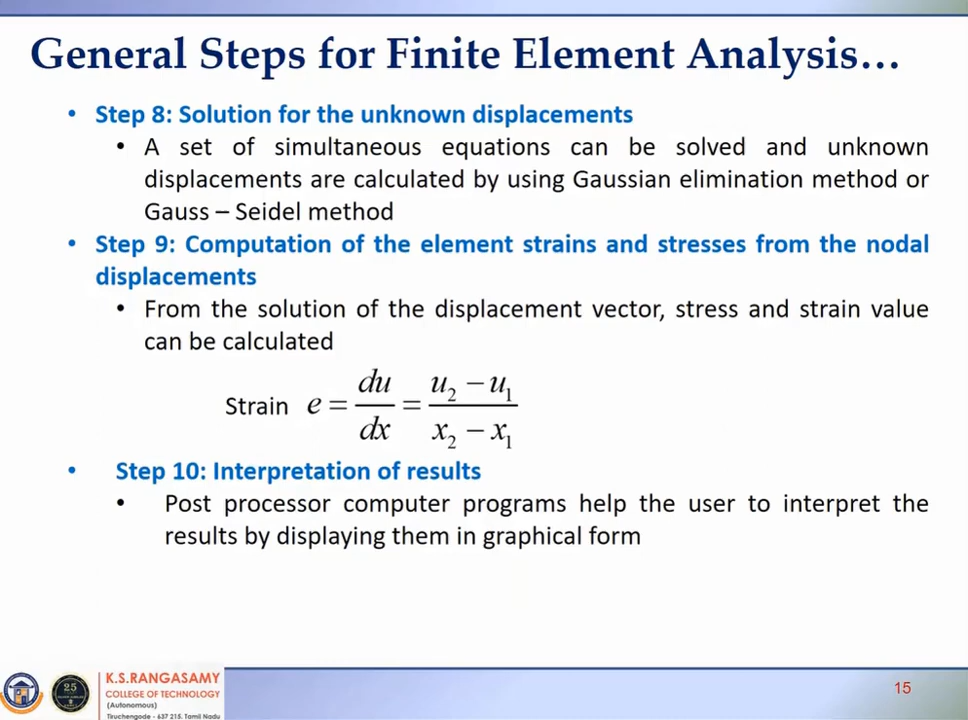 General Steps for Finite Element Analysis…
• Step 8: Solution for the unknown displacements
• A set of simultaneous equations can be solved and unknown
displacements are calculated by using Gaussian elimination method or
Gauss – Seidel method
• Step 9: Computation of the element strains and stresses from the nodal
displacements
• From the solution of the displacement vector, stress and strain value
can be calculated
Strain e = du/dx = (u₂ − u₁)/(x₂ − x₁)
• Step 10: Interpretation of results
• Post processor computer programs help the user to interpret the
results by displaying them in graphical form
25
K.S.RANGASAMY
COLLEGE OF TECHNOLOGY
(Autonomous)
Tiruchengode - 637 215. Tamil Nadu
15